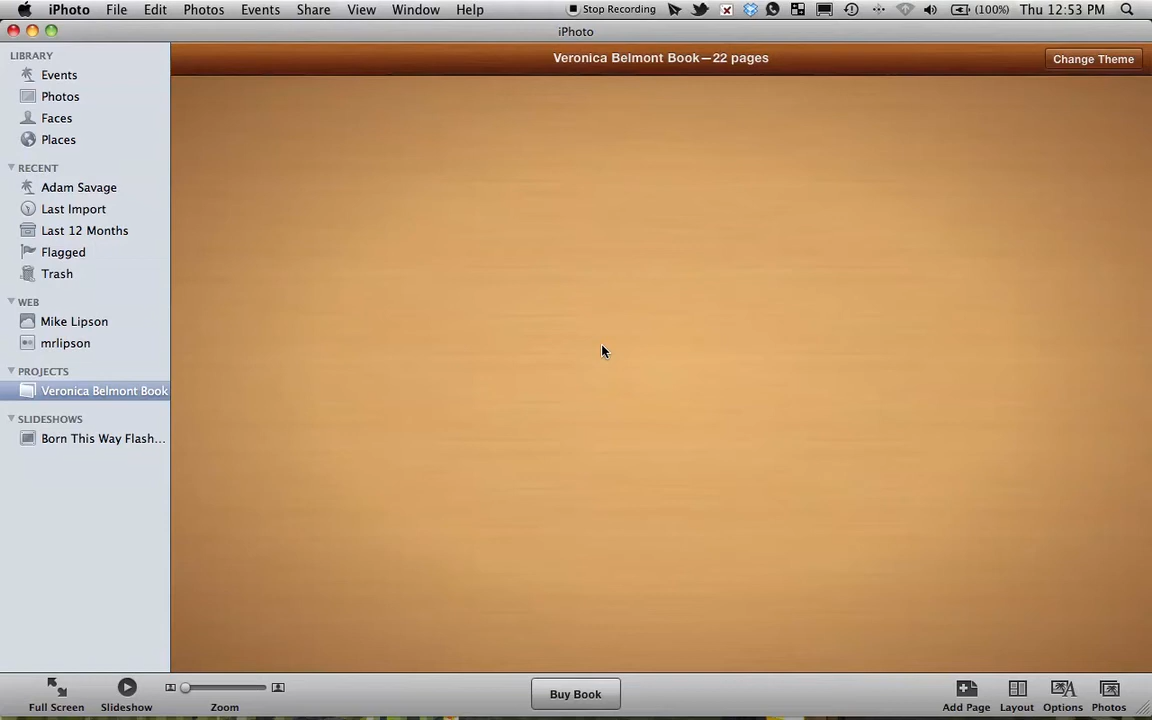 iPhoto File Edit Photos Events Share View Window Help Stop Recording (100%) Thu 12:53 PM
iPhoto
Veronica Belmont Book—22 pages
Change Theme
LIBRARY
Events
Photos
Faces
Places
RECENT
Adam Savage
Last Import
Last 12 Months
Flagged
Trash
WEB
Mike Lipson
mrlipson
PROJECTS
Veronica Belmont Book
SLIDESHOWS
Born This Way Flash...
Full Screen Slideshow Zoom Buy Book Add Page Layout Options Photos